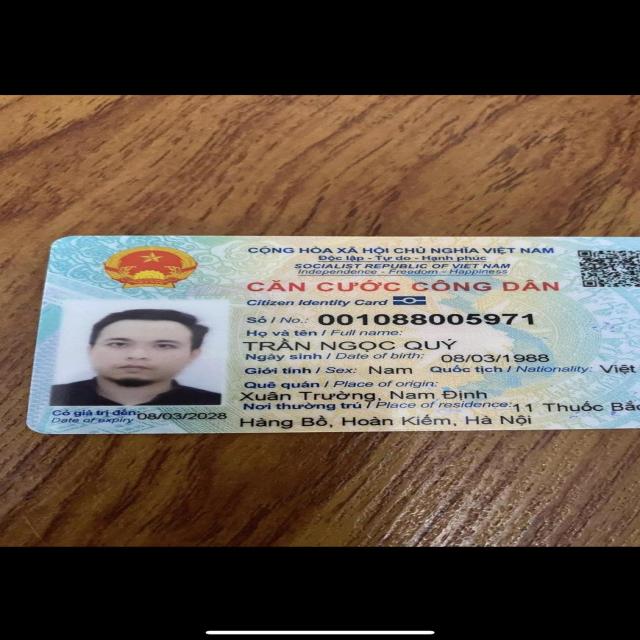 CỘNG HÒA XÃ HỘI CHỦ NGHĨA VIỆT NAM
Độc lập - Tự do - Hạnh phúc
SOCIALIST REPUBLIC OF VIET NAM
Independence - Freedom - Happiness
CĂN CƯỚC CÔNG DÂN
Citizen Identity Card
Số / No.: 001088005971
Họ và tên / Full name:
TRẦN NGỌC QUÝ
Ngày sinh / Date of birth: 08/03/1988
Giới tính / Sex: Nam Quốc tịch / Nationality: Việt
Quê quán / Place of origin:
Xuân Trường, Nam Định
Nơi thường trú / Place of residence: 11 Thuốc Bắc
Hàng Bồ, Hoàn Kiếm, Hà Nội
Có giá trị đến: 08/03/2028
Date of expiry